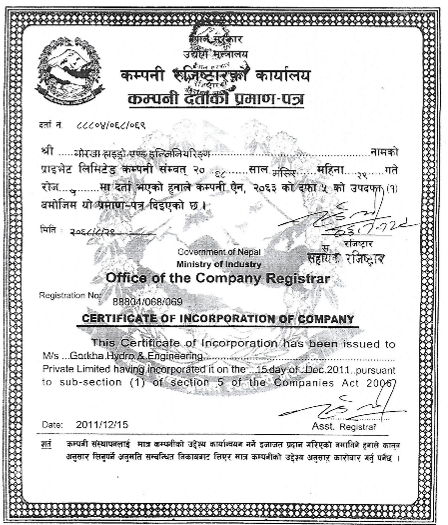 नेपाल सरकार
उद्योग मन्त्रालय
कम्पनी रजिष्टारको कार्यालय
कम्पनी दर्ताको प्रमाण-पत्र
दर्ता नं. ८८८०४/०६८/०६९
श्री गोरखा हाइड्रो एण्ड इन्जिनियरिङ्ग नामको
प्राइभेट लिमिटेड कम्पनी संम्वत् २० ६८ साल मंसिर महिना २९ गते
रोज ५ मा दर्ता भएको हुनाले कम्पनी ऐन, २०६३ को दफा ५ को उपदफा (१)
बमोजिम यो प्रमाण-पत्र दिइएको छ ।
मिति : २०६८/८/२९
रजिष्टार
सहायक रजिष्टार
Government of Nepal
Ministry of Industry
Office of the Company Registrar
Registration No: 88804/068/069
CERTIFICATE OF INCORPORATION OF COMPANY
This Certificate of Incorporation has been issued to
M/s ...Gorkha Hydro & Engineering
Private Limited having incorporated it on the ...15.day of..Dec.2011..pursuant
to sub-section (1) of section 5 of the Companies Act 2006
Date: 2011/12/15
Asst. Registrar
शर्त कम्पनी संस्थापनालाई मात्र कम्पनीको उद्देश्य कार्यान्वयन गर्ने इजाजत प्रदान गरिएको नमानिने हुनाले कानून
अनुसार लिनुपर्ने अनुमति सम्बन्धित निकायबाट लिएर मात्र कम्पनीको उद्देश्य अनुसार कारोबार गर्नु पर्नेछ ।